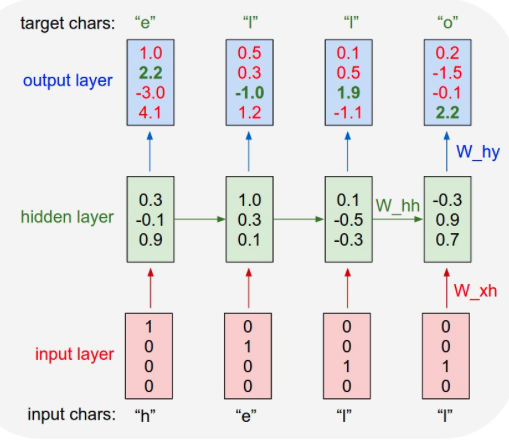 target chars: “e” “l” “l” “o”
output layer
1.0 0.5 0.1 0.2
2.2 0.3 0.5 -1.5
-3.0 -1.0 1.9 -0.1
4.1 1.2 -1.1 2.2
W_hy
hidden layer
0.3 1.0 0.1 -0.3
-0.1 0.3 -0.5 0.9
0.9 0.1 -0.3 0.7
W_hh
W_xh
input layer
1 0 0 0
0 1 0 0
0 0 1 1
0 0 0 0
input chars: “h” “e” “l” “l”